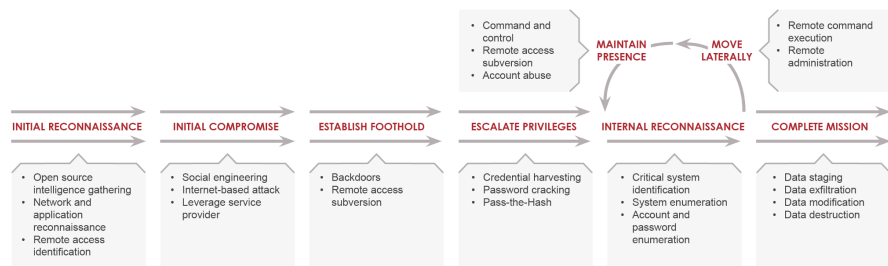 • Command and
control
• Remote access
subversion
• Account abuse
MAINTAIN
PRESENCE
MOVE
LATERALLY
• Remote command
execution
• Remote
administration
INITIAL RECONNAISSANCE
INITIAL COMPROMISE
ESTABLISH FOOTHOLD
ESCALATE PRIVILEGES
INTERNAL RECONNAISSANCE
COMPLETE MISSION
• Open source
intelligence gathering
• Network and
application
reconnaissance
• Remote access
identification
• Social engineering
• Internet-based attack
• Leverage service
provider
• Backdoors
• Remote access
subversion
• Credential harvesting
• Password cracking
• Pass-the-Hash
• Critical system
identification
• System enumeration
• Account and
password
enumeration
• Data staging
• Data exfiltration
• Data modification
• Data destruction